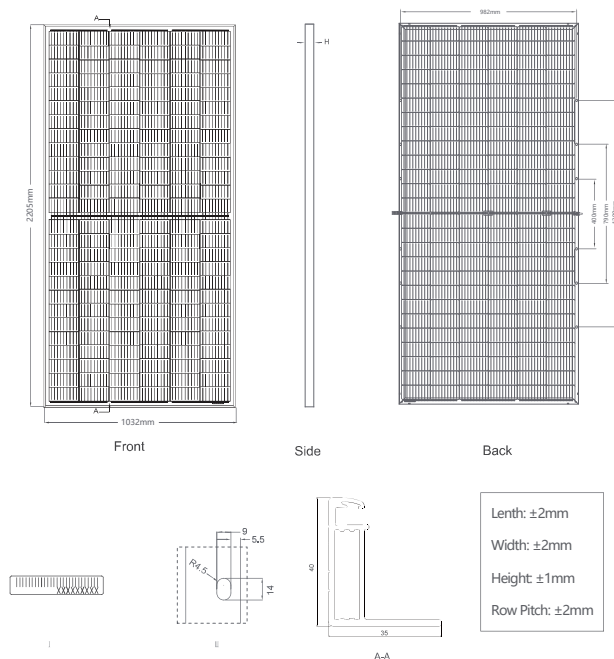 A
2205mm
A
1032mm
Front
H
Side
982mm
400mm
790mm
Back
9
5.5
R4.5
14
I
II
40
35
A-A
Lenth: ±2mm
Width: ±2mm
Height: ±1mm
Row Pitch: ±2mm